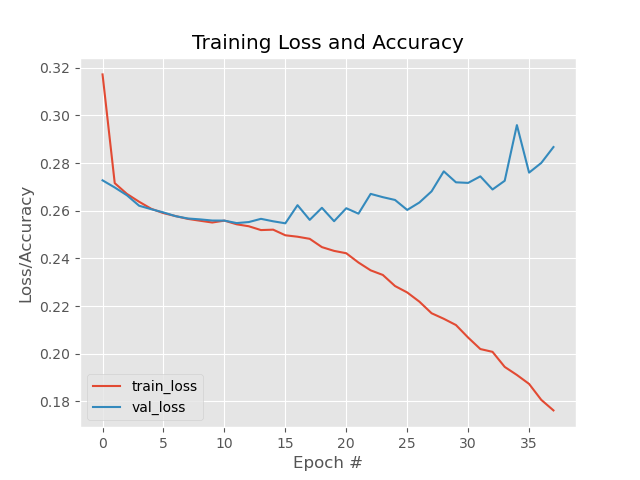 Training Loss and Accuracy
0.32
0.30
0.28
0.26
0.24
0.22
0.20
0.18
Loss/Accuracy
train_loss
val_loss
0 5 10 15 20 25 30 35
Epoch #